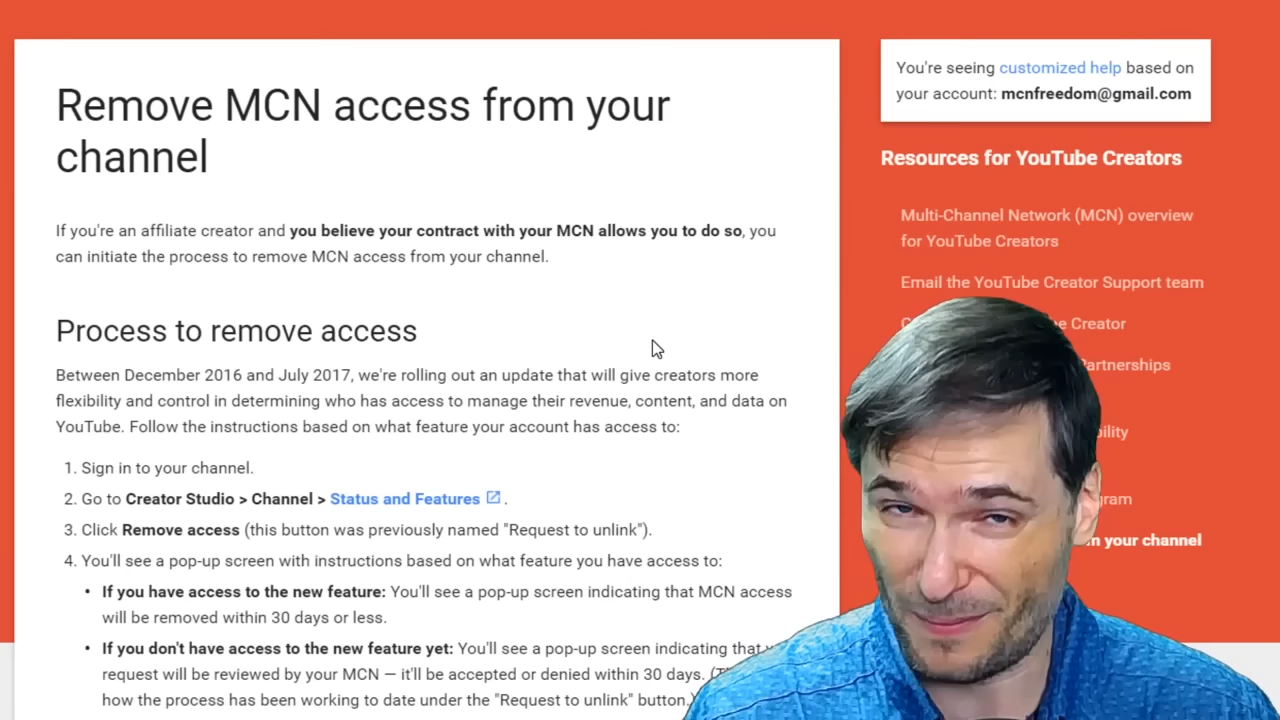 Remove MCN access from your
channel
If you're an affiliate creator and you believe your contract with your MCN allows you to do so, you
can initiate the process to remove MCN access from your channel.
Process to remove access
Between December 2016 and July 2017, we're rolling out an update that will give creators more
flexibility and control in determining who has access to manage their revenue, content, and data on
YouTube. Follow the instructions based on what feature your account has access to:
1. Sign in to your channel.
2. Go to Creator Studio > Channel > Status and Features .
3. Click Remove access (this button was previously named "Request to unlink").
4. You'll see a pop-up screen with instructions based on what feature you have access to:
• If you have access to the new feature: You'll see a pop-up screen indicating that MCN access
will be removed within 30 days or less.
• If you don't have access to the new feature yet: You'll see a pop-up screen indicating that
request will be reviewed by your MCN — it'll be accepted or denied within 30 days.
how the process has been working to date under the "Request to unlink" button.)
You're seeing customized help based on
your account: mcnfreedom@gmail.com
Resources for YouTube Creators
Multi-Channel Network (MCN) overview
for YouTube Creators
Email the YouTube Creator Support team
Creator
Partnerships
your channel